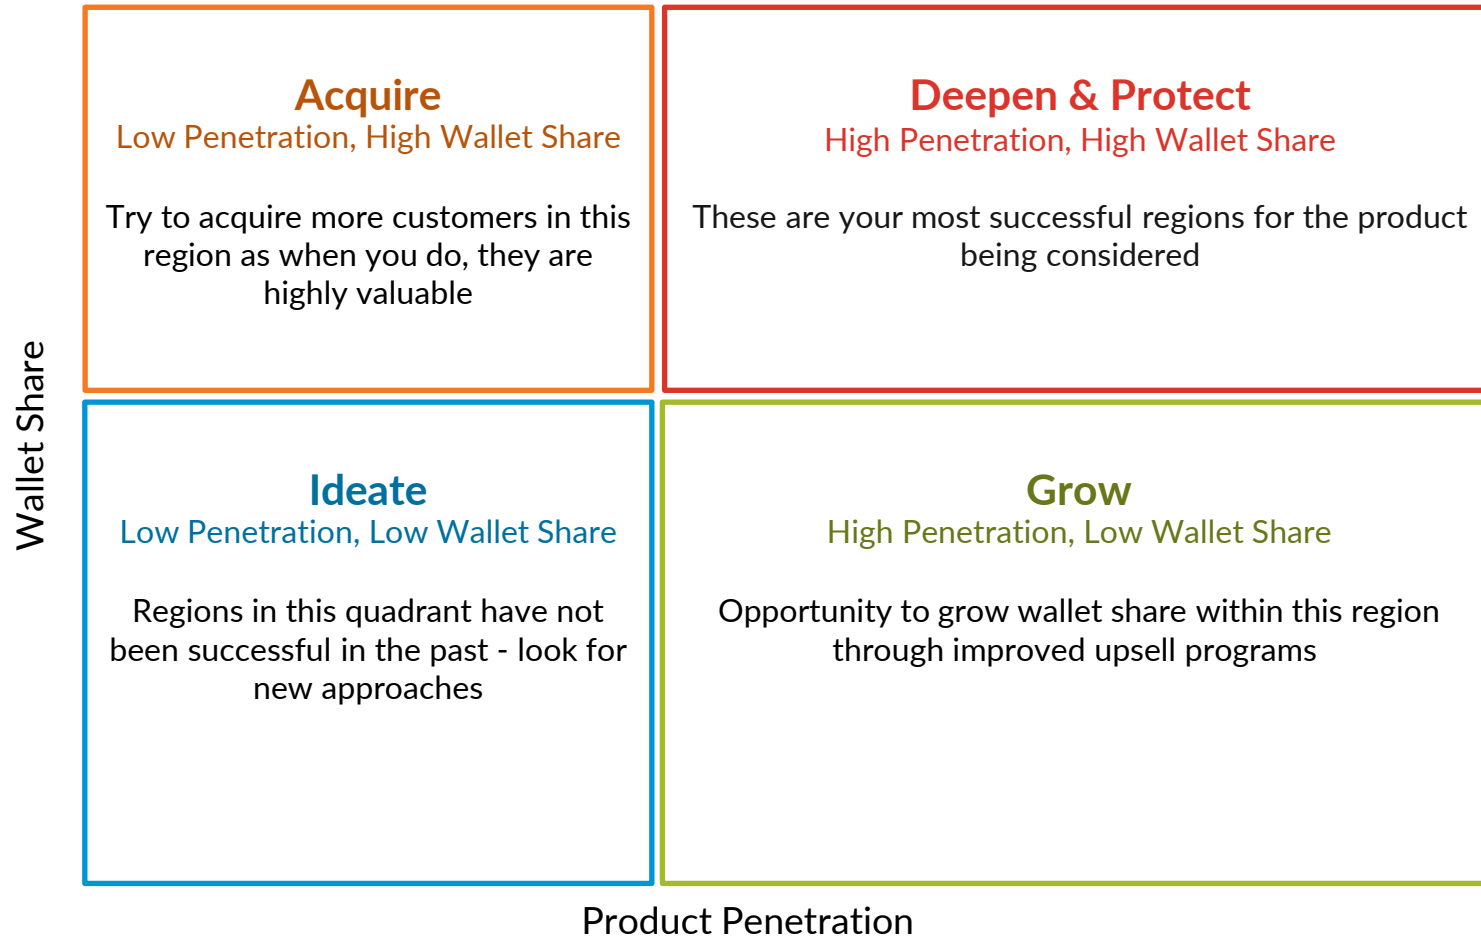 Acquire
Low Penetration, High Wallet Share
Try to acquire more customers in this
region as when you do, they are
highly valuable
Deepen & Protect
High Penetration, High Wallet Share
These are your most successful regions for the product
being considered
Wallet Share
Ideate
Low Penetration, Low Wallet Share
Regions in this quadrant have not
been successful in the past - look for
new approaches
Grow
High Penetration, Low Wallet Share
Opportunity to grow wallet share within this region
through improved upsell programs
Product Penetration